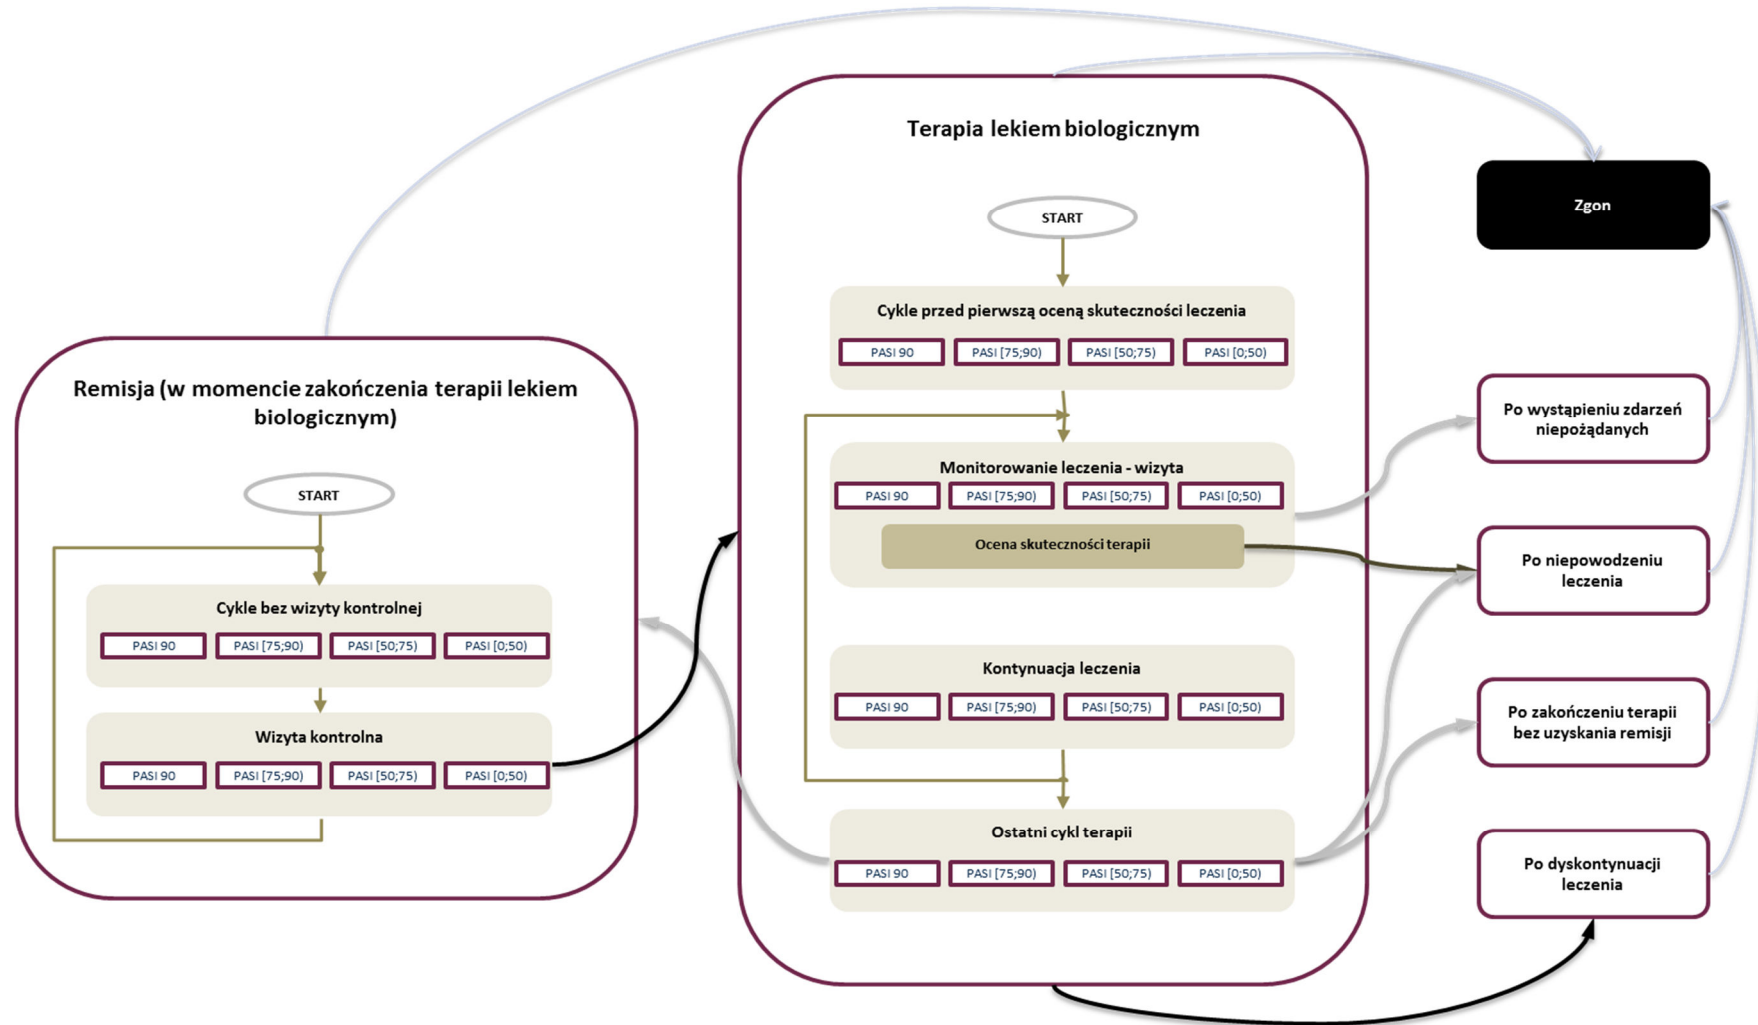 Terapia lekiem biologicznym
START
Cykle przed pierwszą oceną skuteczności leczenia
PASI 90 PASI [75;90) PASI [50;75) PASI [0;50)
Monitorowanie leczenia - wizyta
PASI 90 PASI [75;90) PASI [50;75) PASI [0;50)
Ocena skuteczności terapii
Kontynuacja leczenia
PASI 90 PASI [75;90) PASI [50;75) PASI [0;50)
Ostatni cykl terapii
PASI 90 PASI [75;90) PASI [50;75) PASI [0;50)
Remisja (w momencie zakończenia terapii lekiem
biologicznym)
START
Cykle bez wizyty kontrolnej
PASI 90 PASI [75;90) PASI [50;75) PASI [0;50)
Wizyta kontrolna
PASI 90 PASI [75;90) PASI [50;75) PASI [0;50)
Zgon
Po wystąpieniu zdarzeń
niepożądanych
Po niepowodzeniu
leczenia
Po zakończeniu terapii
bez uzyskania remisji
Po dyskontynuacji
leczenia